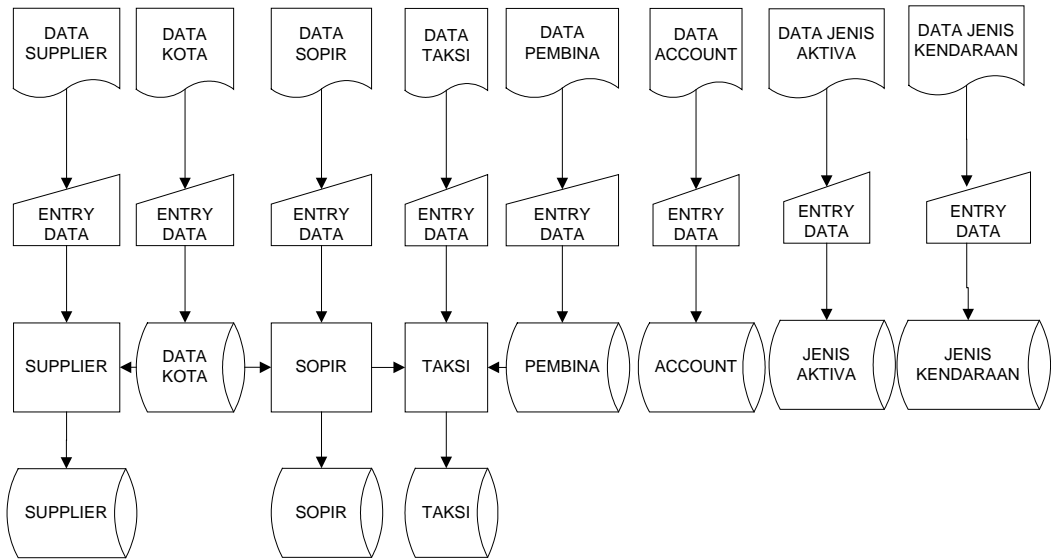 DATA
SUPPLIER
DATA
KOTA
DATA
SOPIR
DATA
TAKSI
DATA
PEMBINA
DATA
ACCOUNT
DATA JENIS
AKTIVA
DATA JENIS
KENDARAAN
ENTRY
DATA
ENTRY
DATA
ENTRY
DATA
ENTRY
DATA
ENTRY
DATA
ENTRY
DATA
ENTRY
DATA
ENTRY
DATA
SUPPLIER
DATA
KOTA
SOPIR
TAKSI
PEMBINA
ACCOUNT
JENIS
AKTIVA
JENIS
KENDARAAN
SUPPLIER
SOPIR
TAKSI